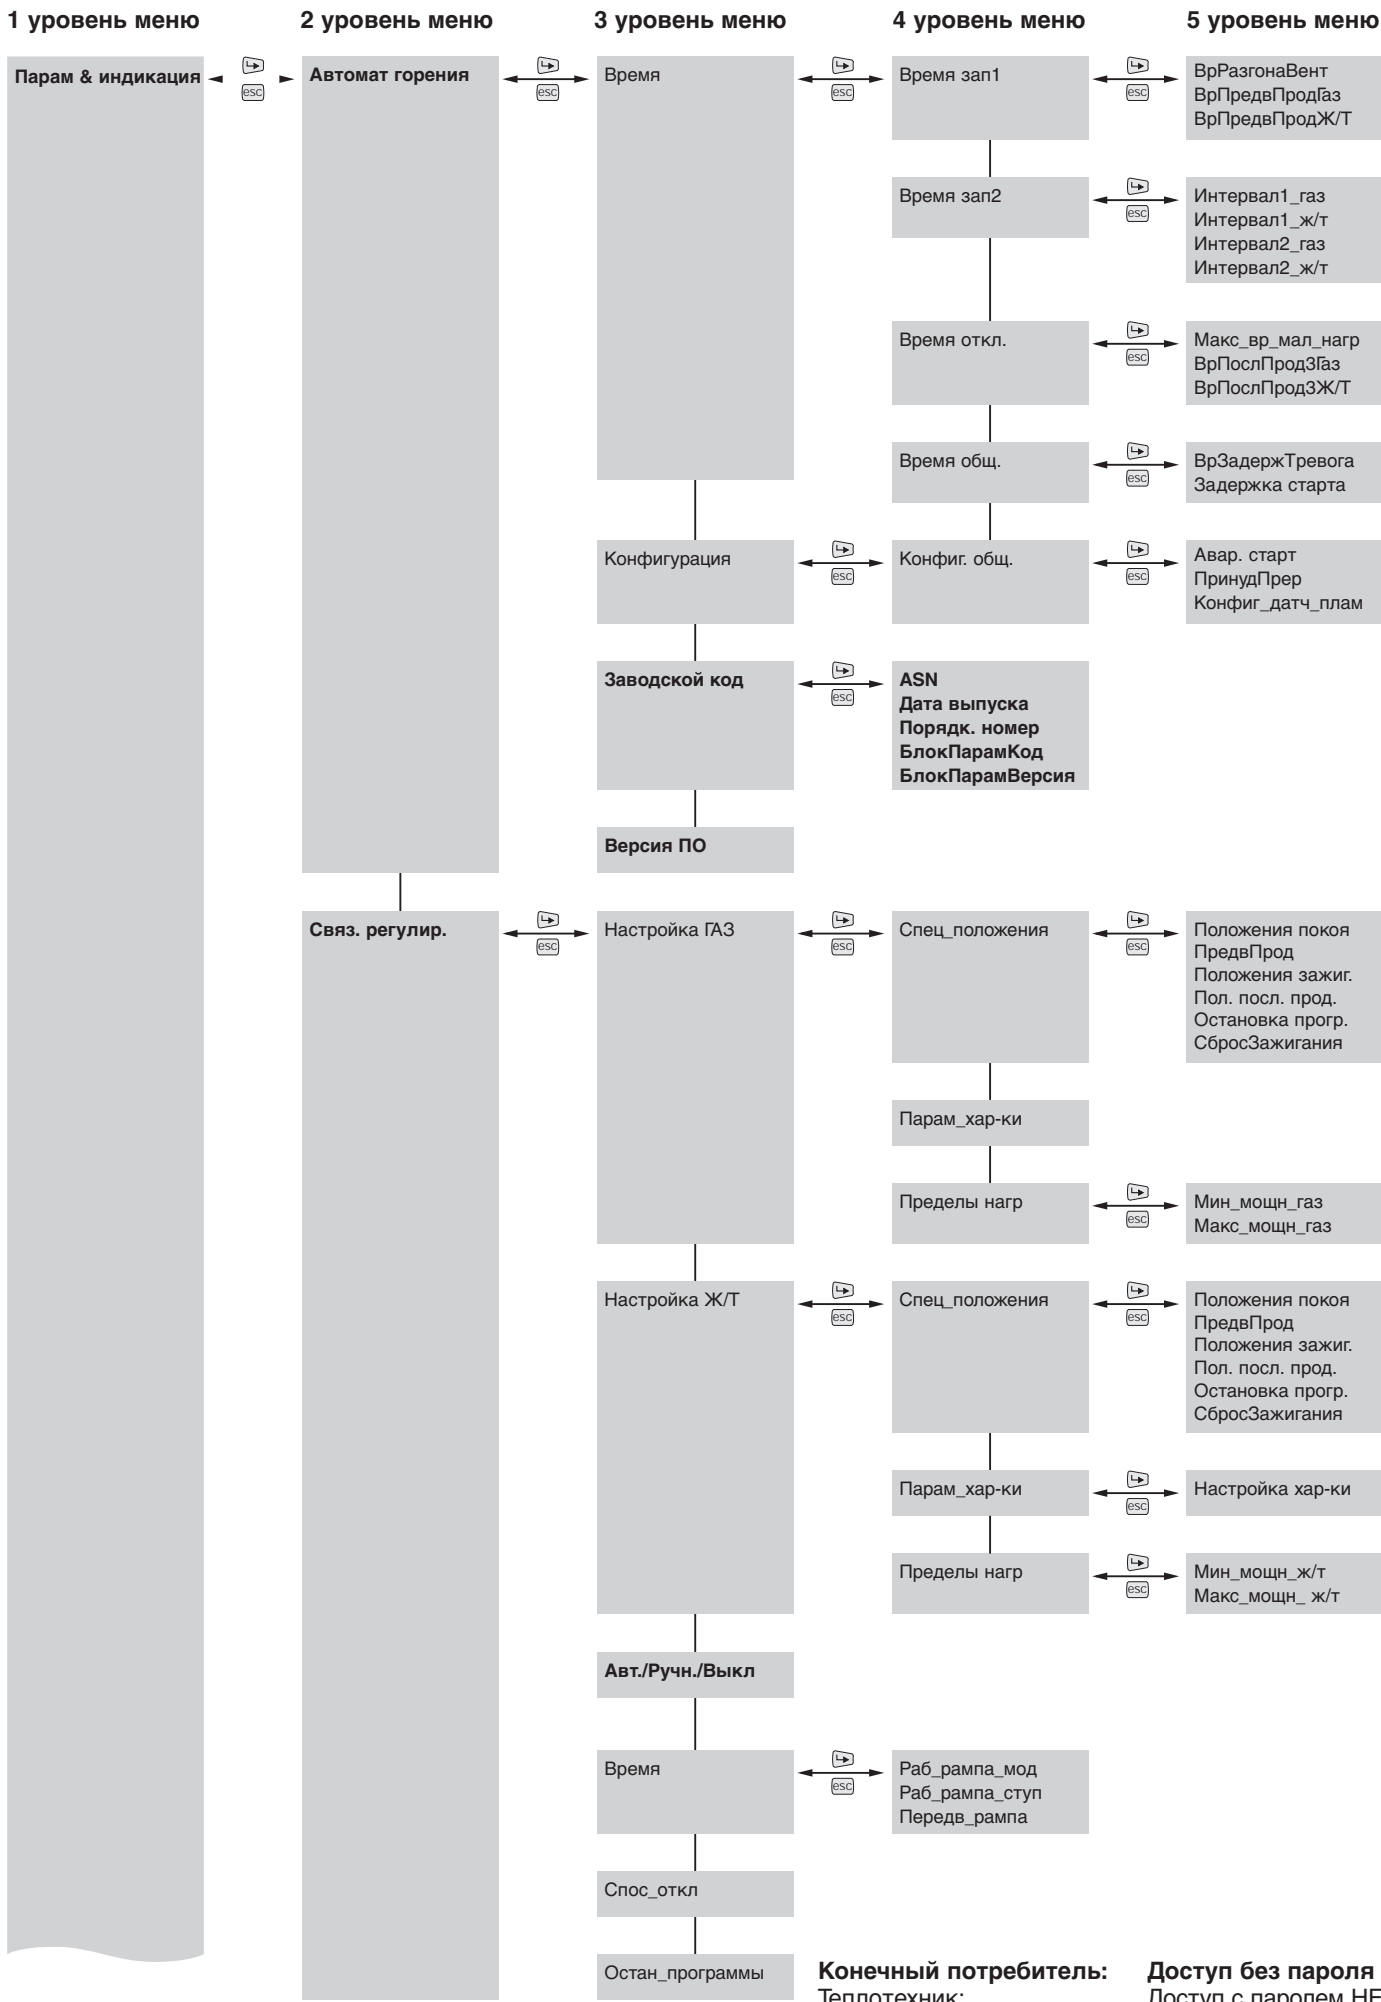 1 уровень меню
2 уровень меню
3 уровень меню
4 уровень меню
5 уровень меню
Парам & индикация
esc
Автомат горения
esc
Время
esc
Время зап1
esc
ВрРазгонаВент
ВрПредвПродГаз
ВрПредвПродЖ/Т
Время зап2
esc
Интервал1_газ
Интервал1_ж/т
Интервал2_газ
Интервал2_ж/т
Время откл.
esc
Макс_вр_мал_нагр
ВрПослПрод3Газ
ВрПослПрод3Ж/Т
Время общ.
esc
ВрЗадержТревога
Задержка старта
Конфигурация
esc
Конфиг. общ.
esc
Авар. старт
ПринудПрер
Конфиг_датч_плам
Заводской код
esc
ASN
Дата выпуска
Порядк. номер
БлокПарамКод
БлокПарамВерсия
Версия ПО
Связ. регулир.
esc
Настройка ГАЗ
esc
Спец_положения
esc
Положения покоя
ПредвПрод
Положения зажиг.
Пол. посл. прод.
Остановка прогр.
СбросЗажигания
Парам_хар-ки
Пределы нагр
esc
Мин_мощн_газ
Макс_мощн_газ
Настройка Ж/Т
esc
Спец_положения
esc
Положения покоя
ПредвПрод
Положения зажиг.
Пол. посл. прод.
Остановка прогр.
СбросЗажигания
Парам_хар-ки
esc
Настройка хар-ки
Пределы нагр
esc
Мин_мощн_ж/т
Макс_мощн_ ж/т
Авт./Ручн./Выкл
Время
esc
Раб_рампа_мод
Раб_рампа_ступ
Передв_рампа
Спос_откл
Остан_программы
Конечный потребитель:
Доступ без пароля
Теплотехник:
Доступ с паролем НЕ